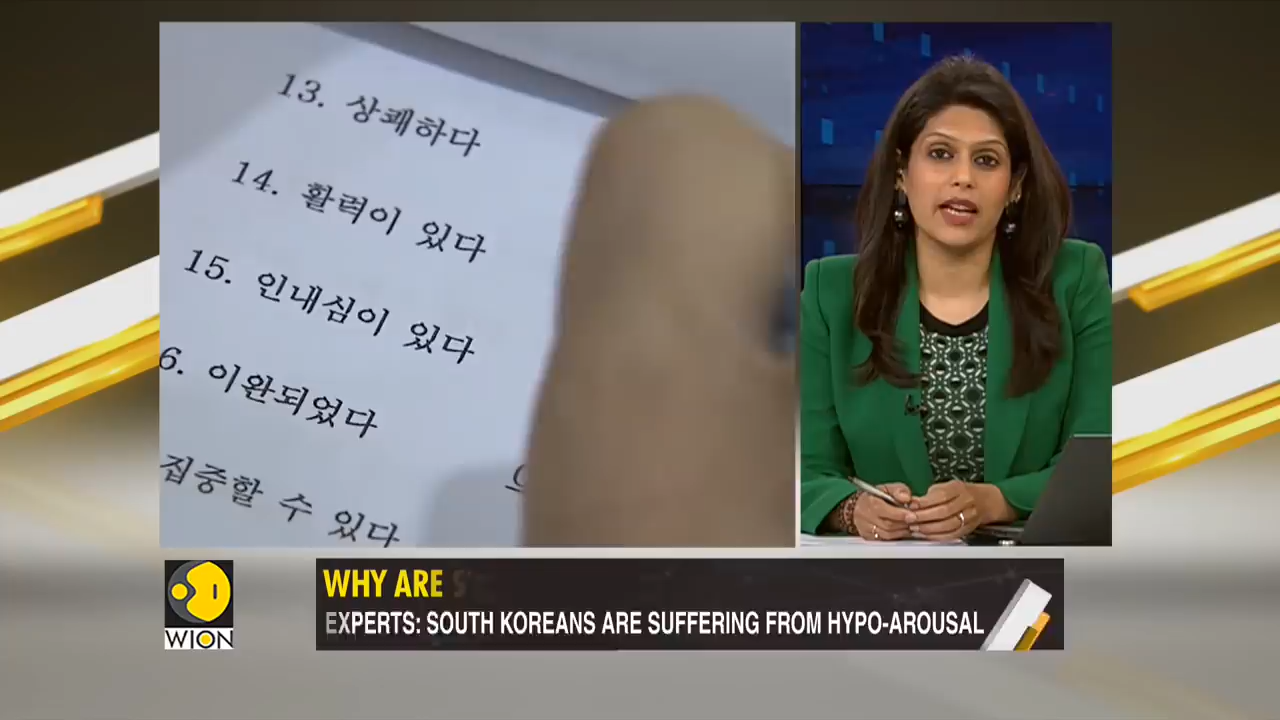 13. 상쾌하다
14. 활력이 있다
15. 인내심이 있다
6. 이완되었다
집중할 수 있다
WION
WHY ARE
EXPERTS: SOUTH KOREANS ARE SUFFERING FROM HYPO-AROUSAL